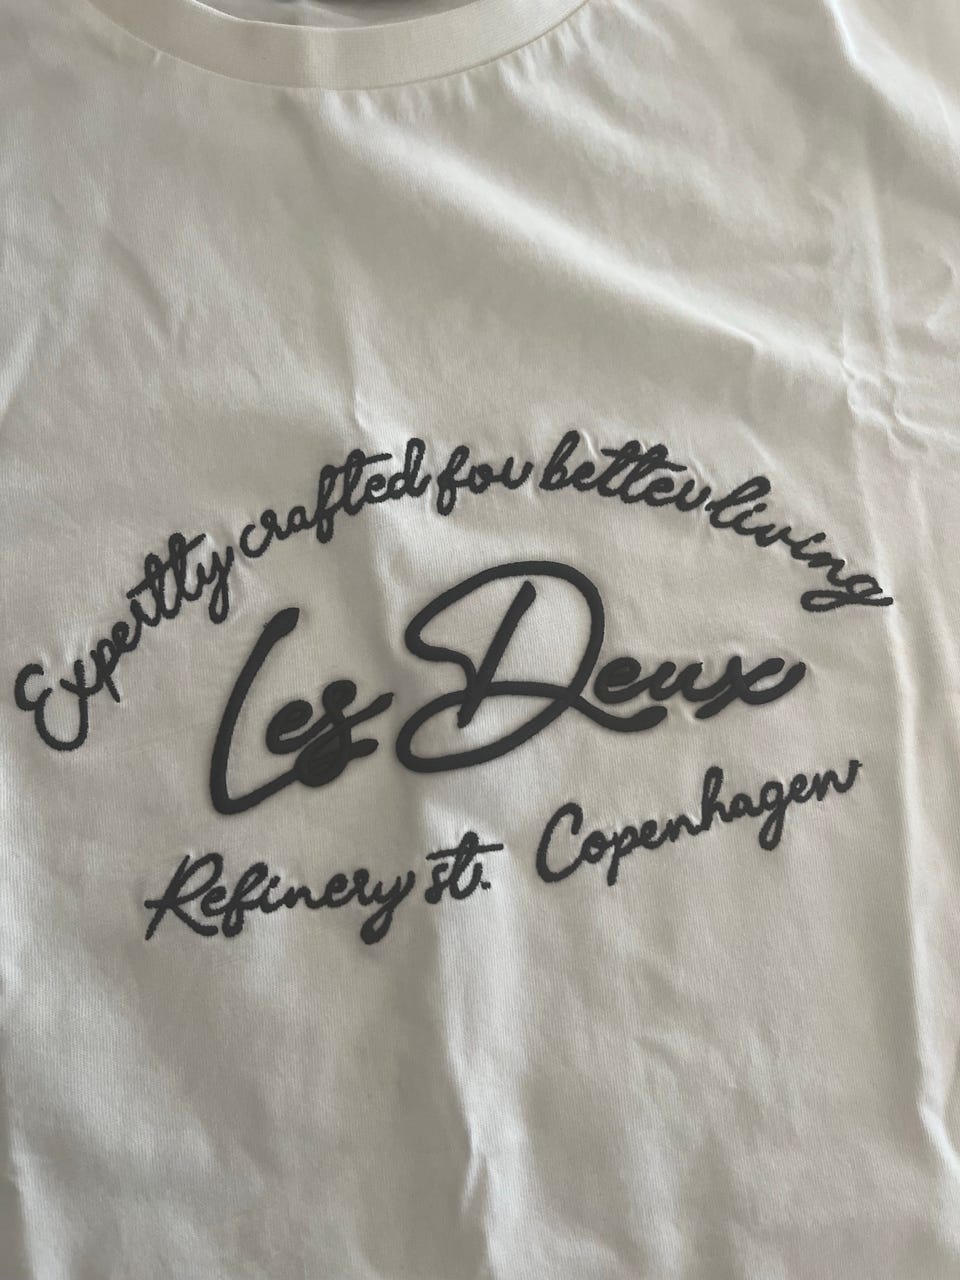 Expertly crafted for better living
Les Deux
Refinery st. Copenhagen